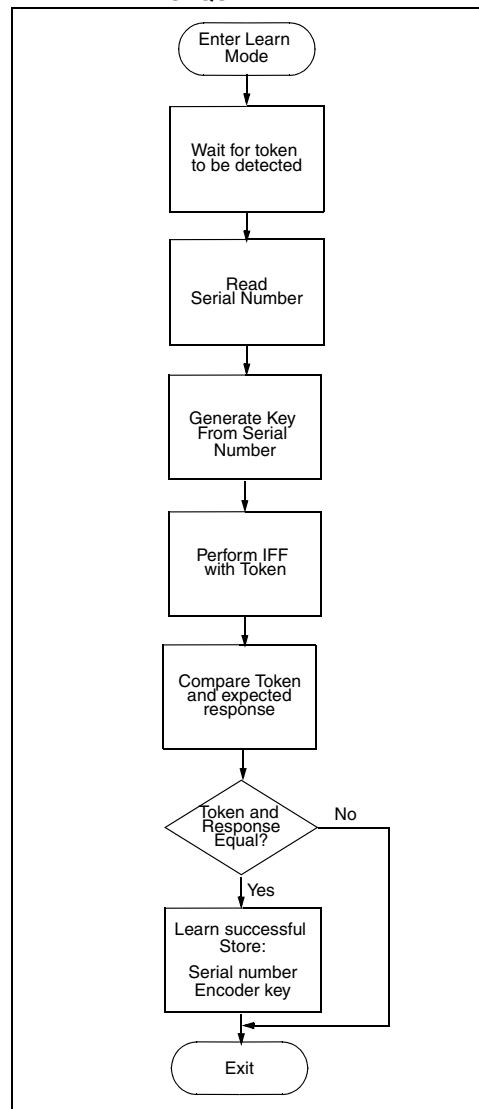 Enter Learn
Mode
Wait for token
to be detected
Read
Serial Number
Generate Key
From Serial
Number
Perform IFF
with Token
Compare Token
and expected
response
Token and
Response
Equal?
No
Yes
Learn successful
Store:
Serial number
Encoder key
Exit